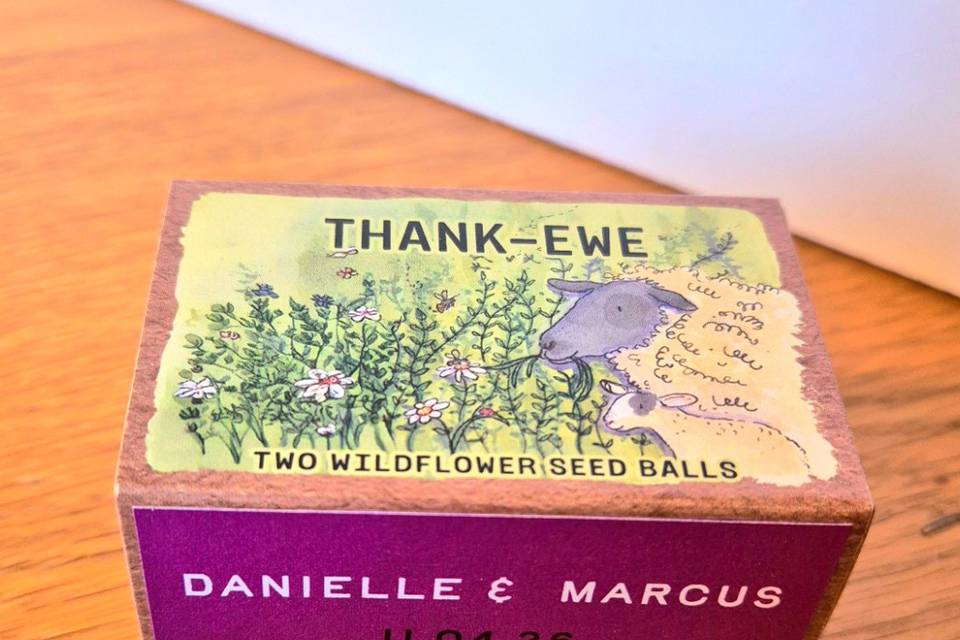 THANK-EWE
TWO WILDFLOWER SEED BALLS
DANIELLE & MARCUS